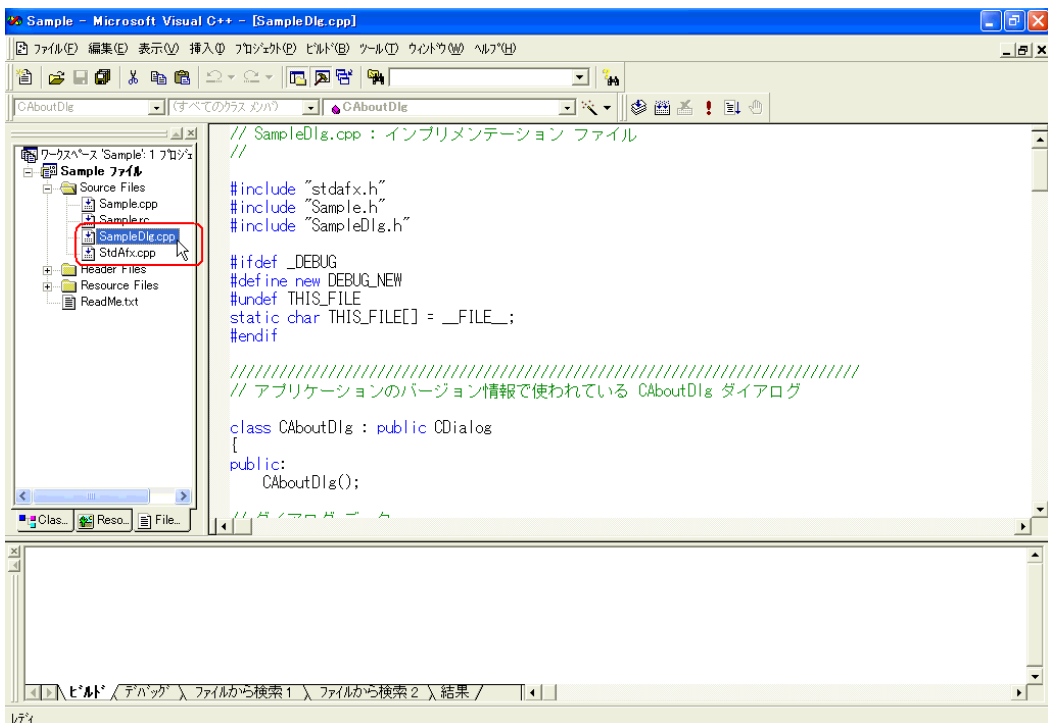 Sample - Microsoft Visual C++ - [SampleDlg.cpp]
ファイル(F) 編集(E) 表示(V) 挿入(I) プロジェクト(P) ビルド(B) ツール(T) ウィンドウ(W) ヘルプ(H)
CAboutDlg (すべてのクラス メンバ) CAboutDlg
ワークスペース 'Sample': 1 プロジェ
Sample ファイル
Source Files
Sample.cpp
Sample.rc
SampleDlg.cpp
StdAfx.cpp
Header Files
Resource Files
ReadMe.txt
Clas... Reso... File...
// SampleDlg.cpp : インプリメンテーション ファイル
//
#include "stdafx.h"
#include "Sample.h"
#include "SampleDlg.h"
#ifdef _DEBUG
#define new DEBUG_NEW
#undef THIS_FILE
static char THIS_FILE[] = __FILE__;
#endif
/////////////////////////////////////////////////////////////////////////////
// アプリケーションのバージョン情報で使われている CAboutDlg ダイアログ
class CAboutDlg : public CDialog
{
public:
CAboutDlg();
// ダイアログ データ
ビルド デバッグ ファイルから検索 1 ファイルから検索 2 結果
レディ